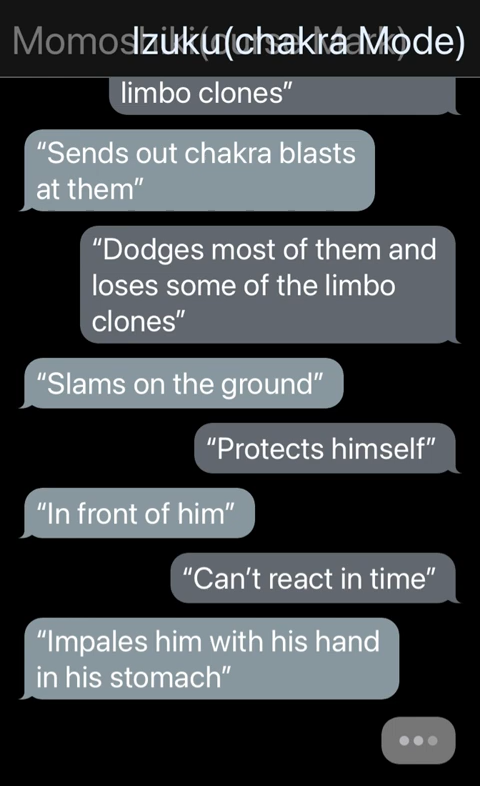 Momoshiki(curse Mark)
Izuku(chakra Mode)
limbo clones”
“Sends out chakra blasts
at them”
“Dodges most of them and
loses some of the limbo
clones”
“Slams on the ground”
“Protects himself”
“In front of him”
“Can’t react in time”
“Impales him with his hand
in his stomach”